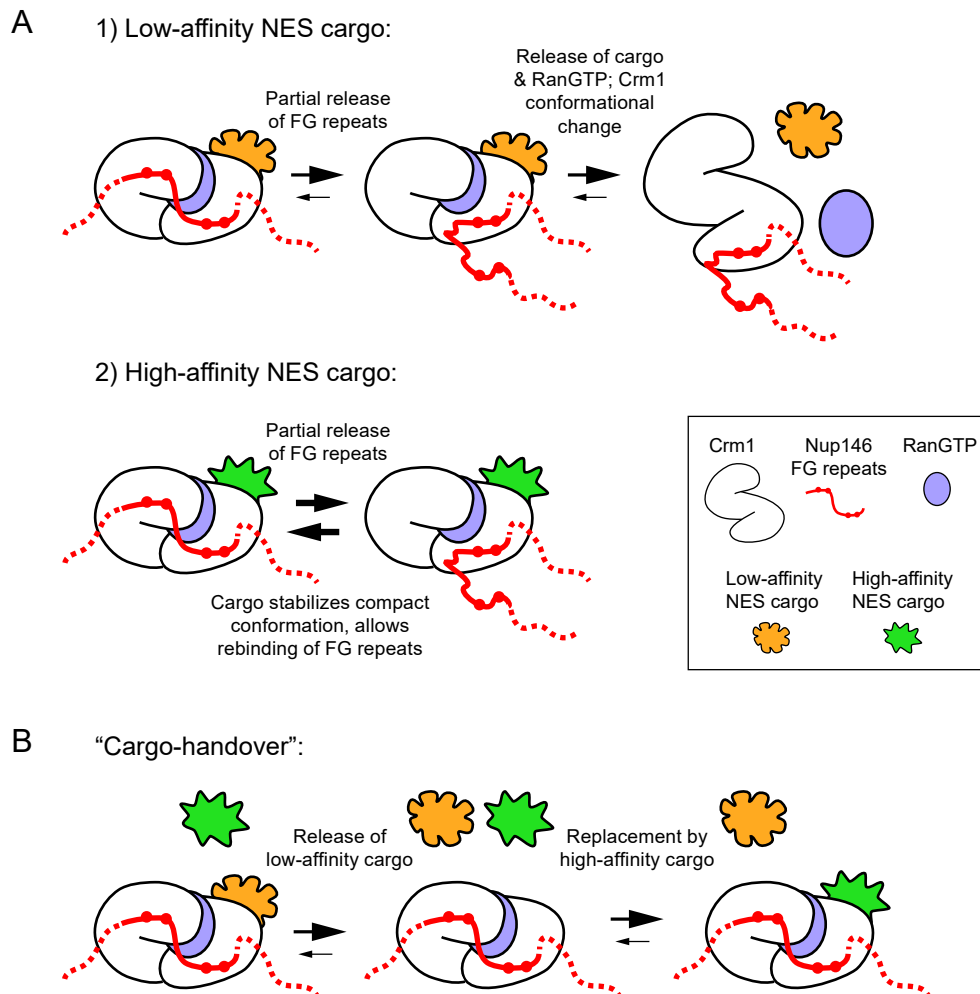 A
1) Low-affinity NES cargo:
Partial release
of FG repeats
Release of cargo
& RanGTP; Crm1
conformational
change
2) High-affinity NES cargo:
Partial release
of FG repeats
Cargo stabilizes compact
conformation, allows
rebinding of FG repeats
Crm1
Nup146
FG repeats
RanGTP
Low-affinity
NES cargo
High-affinity
NES cargo
B
“Cargo-handover”:
Release of
low-affinity cargo
Replacement by
high-affinity cargo